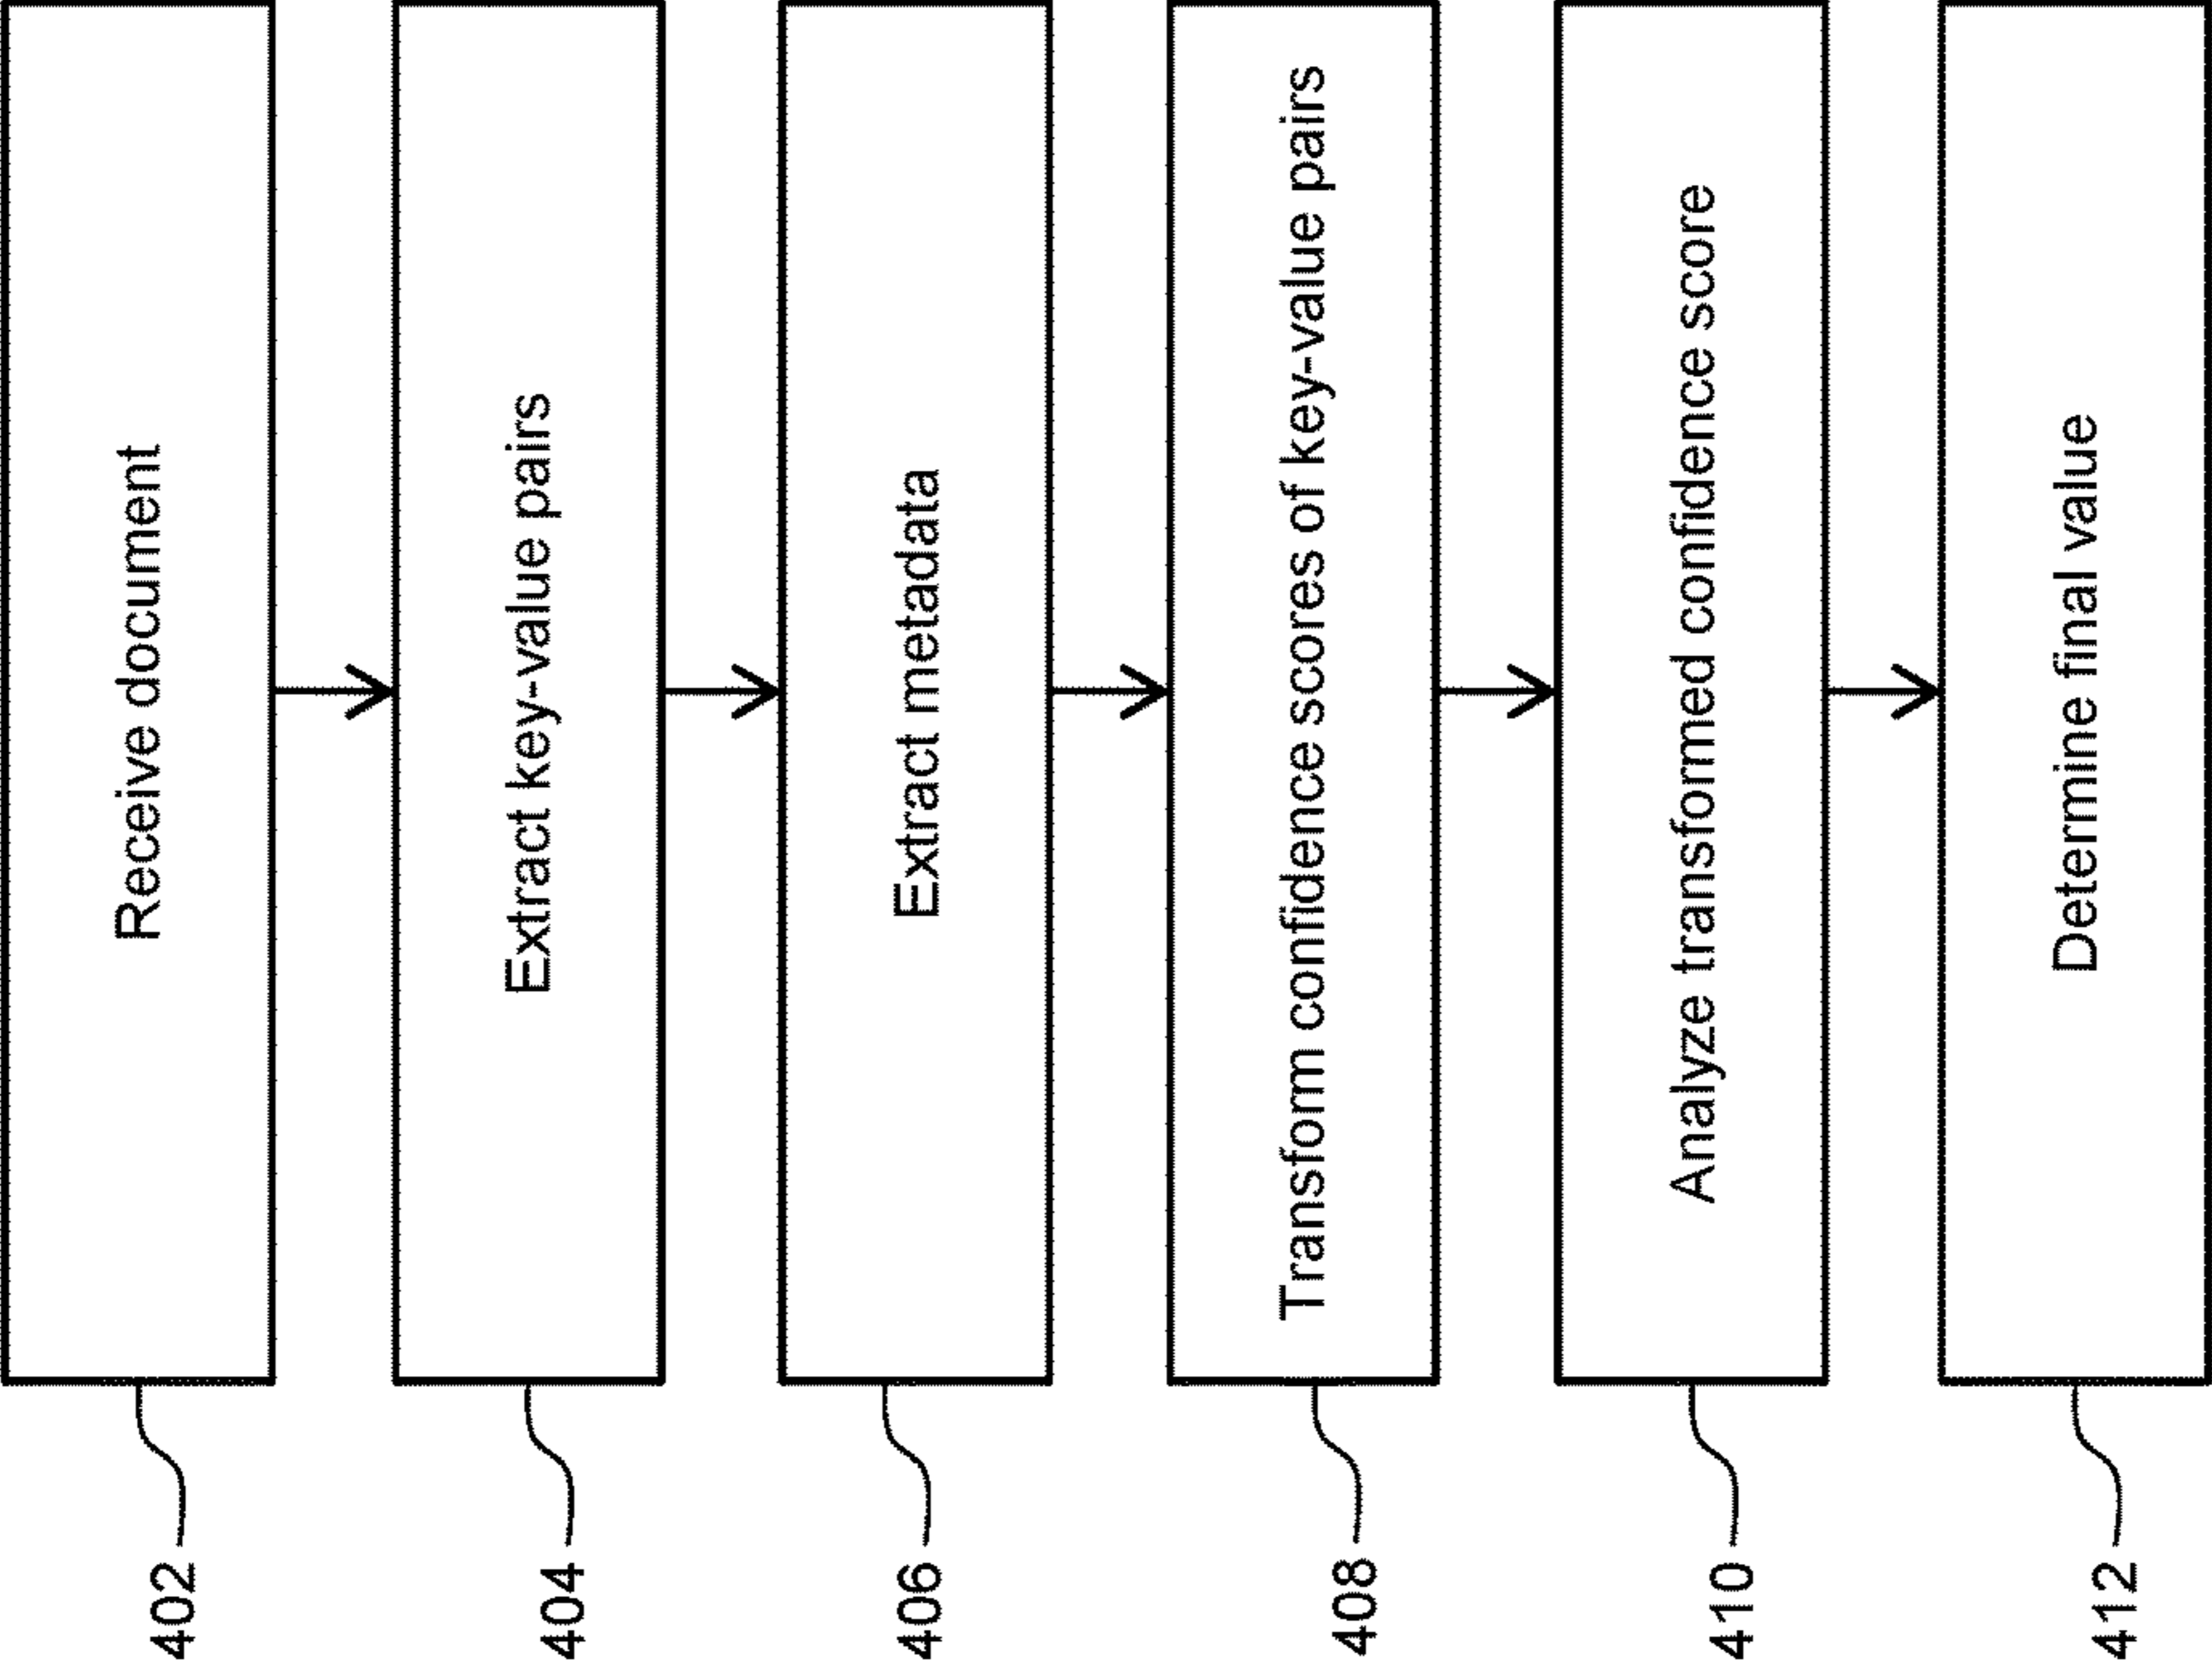 402
Receive document
404
Extract key-value pairs
406
Extract metadata
408
Transform confidence scores of key-value pairs
410
Analyze transformed confidence score
412
Determine final value